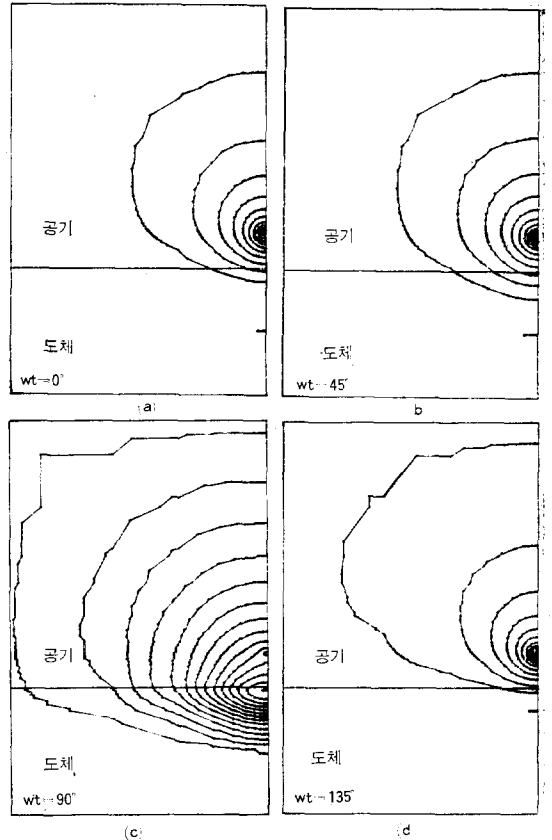 공기
도체
wt=0°
(a)
공기
도체
wt=45°
b
공기
도체
wt=90°
(c)
공기
도체
wt=135°
(d